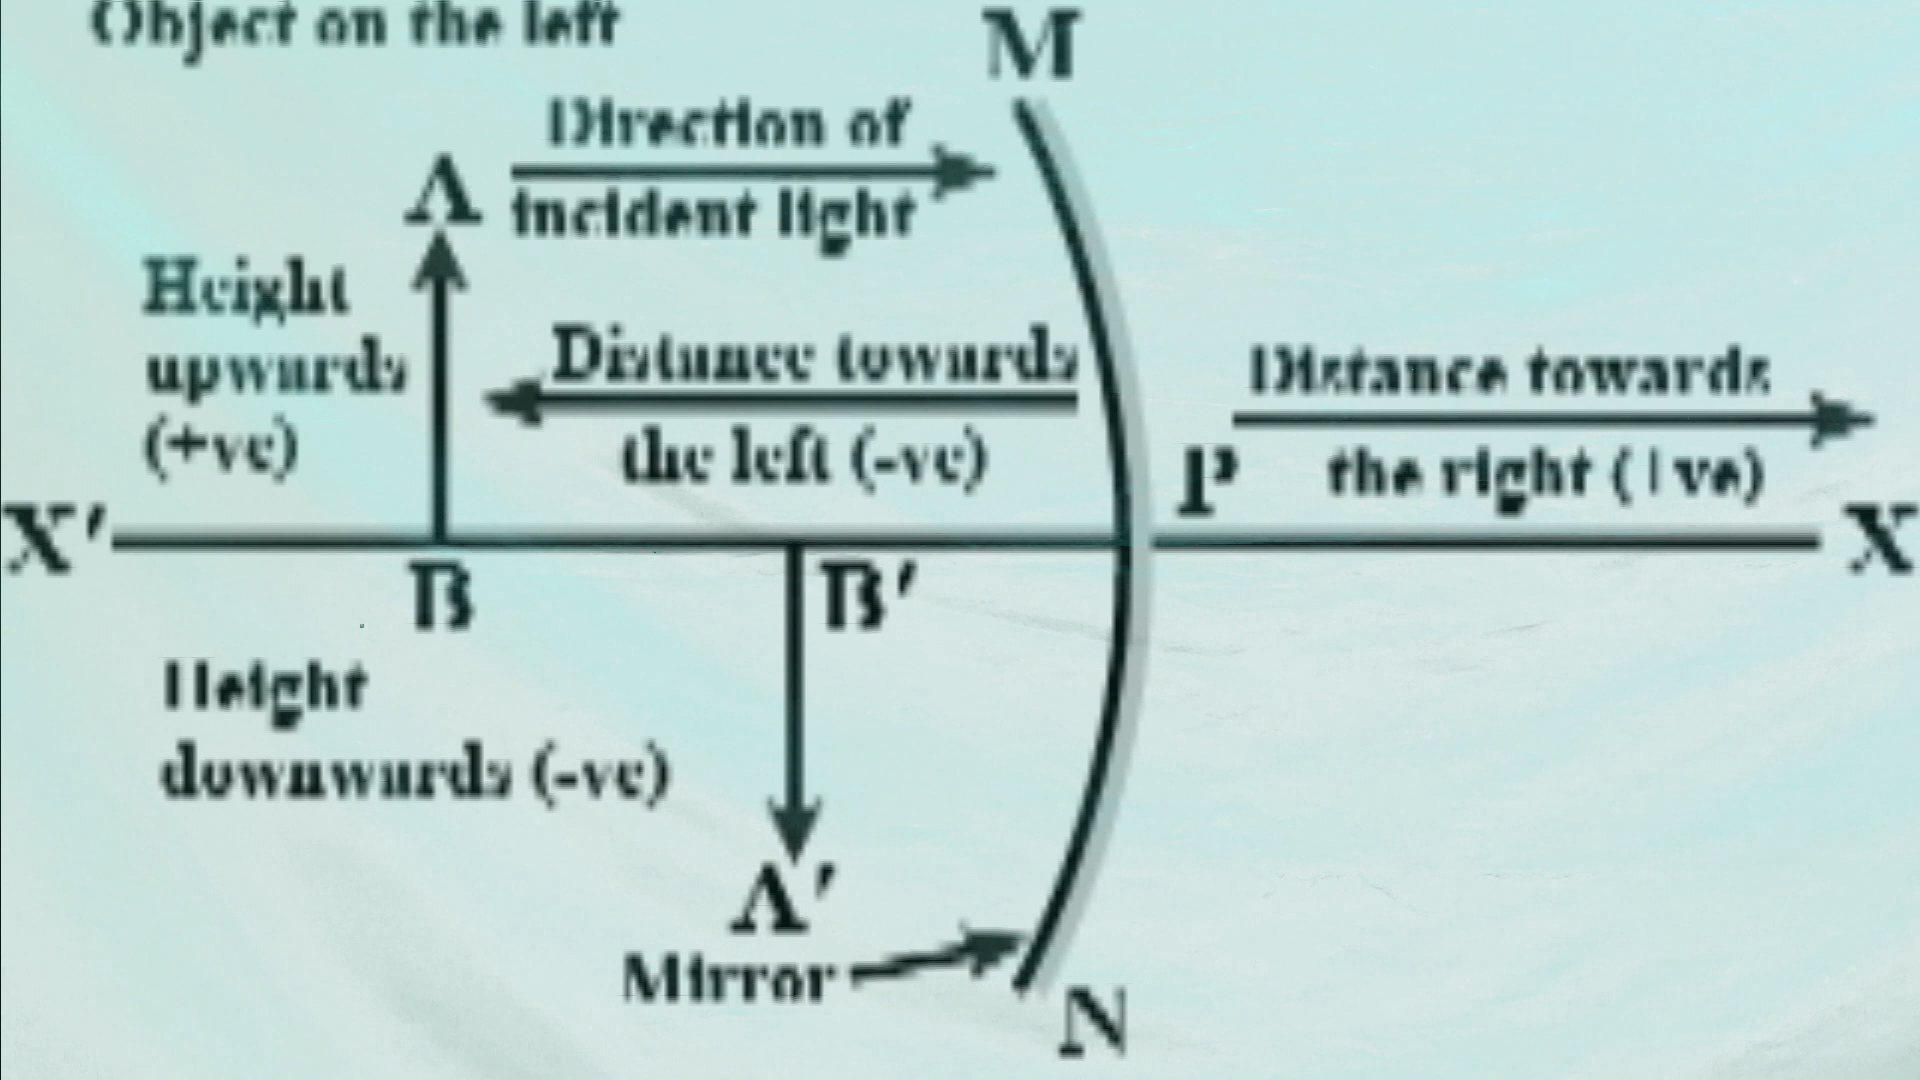 Object on the left
M
Direction of
A
incident light
Height
upwards
(+ve)
Distance towards
the left (-ve)
Distance towards
the right (+ve)
P
X'
X
B
B'
Height
downwards (-ve)
A'
Mirror
N